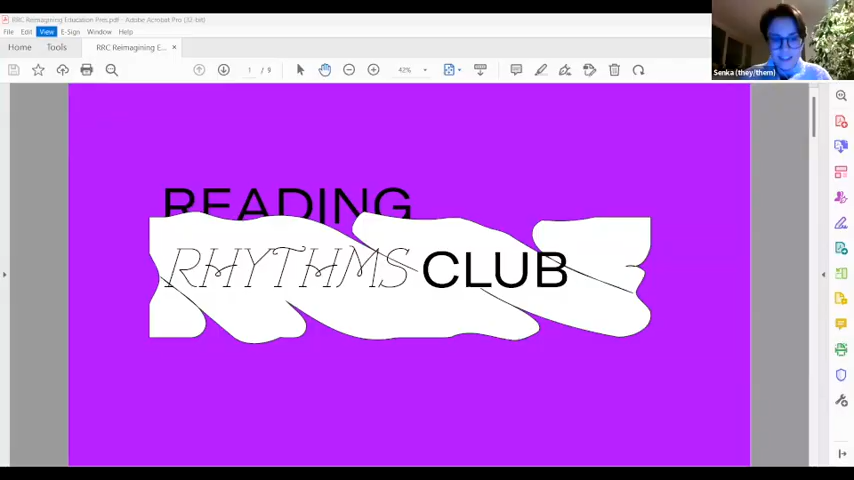 RRC Reimagining Education Pres.pdf - Adobe Acrobat Pro (32-bit)
File Edit View E-Sign Window Help
Home Tools RRC Reimagining E... ×
1 / 9 42%
Senka (they/them)
READING
RHYTHMS CLUB